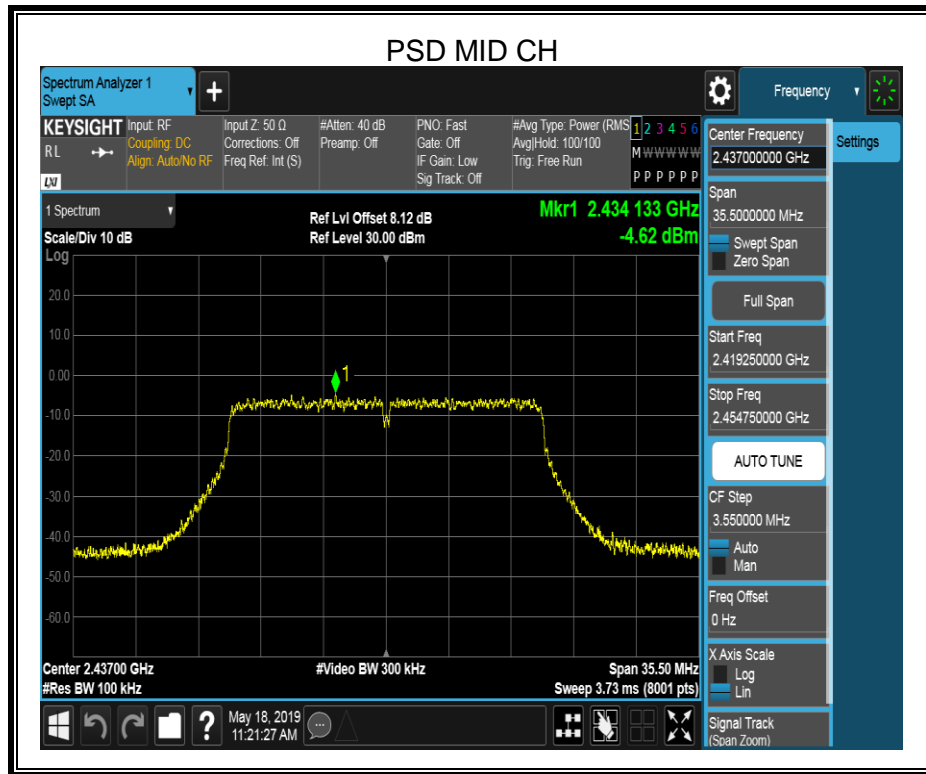 PSD MID CH
Spectrum Analyzer 1
Swept SA
Frequency
KEYSIGHT
RL
LXI
Input: RF
Coupling: DC
Align: Auto/No RF
Input Z: 50 Ω
Corrections: Off
Freq Ref: Int (S)
#Atten: 40 dB
Preamp: Off
PNO: Fast
Gate: Off
IF Gain: Low
Sig Track: Off
#Avg Type: Power (RMS
Avg|Hold: 100/100
Trig: Free Run
1 2 3 4 5 6
M W W W W W
P P P P P P
Center Frequency
2.437000000 GHz
Settings
Span
35.5000000 MHz
Swept Span
Zero Span
Full Span
Start Freq
2.419250000 GHz
Stop Freq
2.454750000 GHz
AUTO TUNE
CF Step
3.550000 MHz
Auto
Man
Freq Offset
0 Hz
X Axis Scale
Log
Lin
Signal Track
(Span Zoom)
1 Spectrum
Scale/Div 10 dB
Log
Ref Lvl Offset 8.12 dB
Ref Level 30.00 dBm
Mkr1 2.434 133 GHz
-4.62 dBm
20.0
10.0
0.00
-10.0
-20.0
-30.0
-40.0
-50.0
-60.0
1
Center 2.43700 GHz
#Res BW 100 kHz
#Video BW 300 kHz
Span 35.50 MHz
Sweep 3.73 ms (8001 pts)
?
May 18, 2019
11:21:27 AM